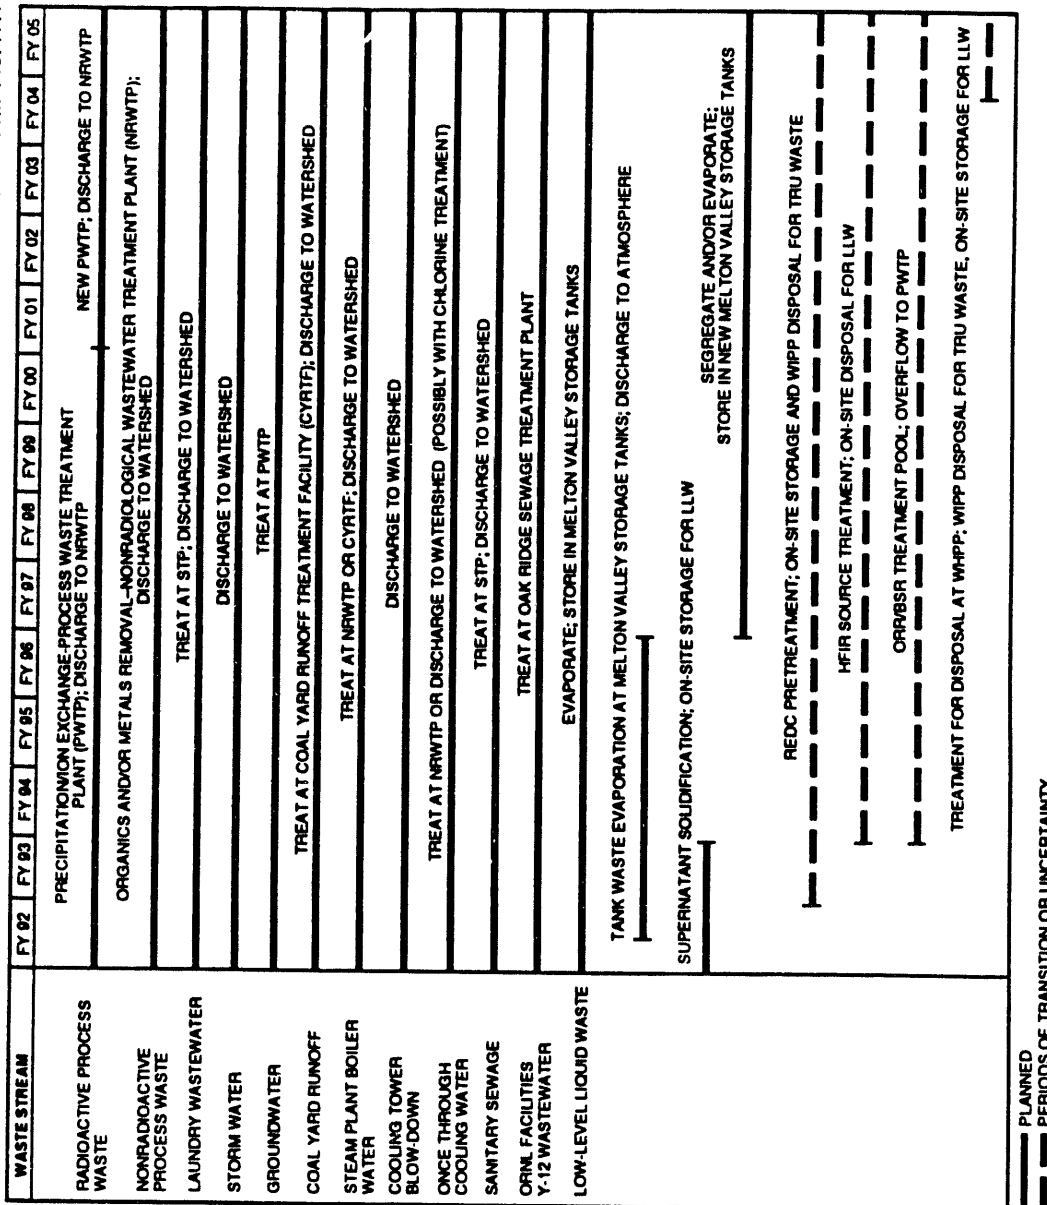 WASTE STREAM
FY 92
FY 93
FY 94
FY 95
FY 96
FY 97
FY 98
FY 99
FY 00
FY 01
FY 02
FY 03
FY 04
FY 05
RADIOACTIVE PROCESS
WASTE
PRECIPITATION/ION EXCHANGE-PROCESS WASTE TREATMENT
PLANT (PWTP); DISCHARGE TO NRWTP
NEW PWTP; DISCHARGE TO NRWTP
NONRADIOACTIVE
PROCESS WASTE
ORGANICS AND/OR METALS REMOVAL-NONRADIOLOGICAL WASTEWATER TREATMENT PLANT (NRWTP);
DISCHARGE TO WATERSHED
LAUNDRY WASTEWATER
TREAT AT STP; DISCHARGE TO WATERSHED
STORM WATER
DISCHARGE TO WATERSHED
GROUNDWATER
TREAT AT PWTP
COAL YARD RUNOFF
TREAT AT COAL YARD RUNOFF TREATMENT FACILITY (CYRTF); DISCHARGE TO WATERSHED
STEAM PLANT BOILER
WATER
TREAT AT NRWTP OR CYRTF; DISCHARGE TO WATERSHED
COOLING TOWER
BLOW-DOWN
DISCHARGE TO WATERSHED
ONCE THROUGH
COOLING WATER
TREAT AT NRWTP OR DISCHARGE TO WATERSHED (POSSIBLY WITH CHLORINE TREATMENT)
SANITARY SEWAGE
TREAT AT STP; DISCHARGE TO WATERSHED
ORNL FACILITIES
Y-12 WASTEWATER
TREAT AT OAK RIDGE SEWAGE TREATMENT PLANT
LOW-LEVEL LIQUID WASTE
EVAPORATE; STORE IN MELTON VALLEY STORAGE TANKS
TANK WASTE EVAPORATION AT MELTON VALLEY STORAGE TANKS; DISCHARGE TO ATMOSPHERE
SUPERNATANT SOLIDIFICATION; ON-SITE STORAGE FOR LLW
SEGREGATE AND/OR EVAPORATE;
STORE IN NEW MELTON VALLEY STORAGE TANKS
REDC PRETREATMENT; ON-SITE STORAGE AND WIPP DISPOSAL FOR TRU WASTE
HFIR SOURCE TREATMENT; ON-SITE DISPOSAL FOR LLW
ORR/BSR TREATMENT POOL; OVERFLOW TO PWTP
TREATMENT FOR DISPOSAL AT WHPP; WIPP DISPOSAL FOR TRU WASTE, ON-SITE STORAGE FOR LLW
PLANNED
PERIODS OF TRANSITION OR UNCERTAINTY